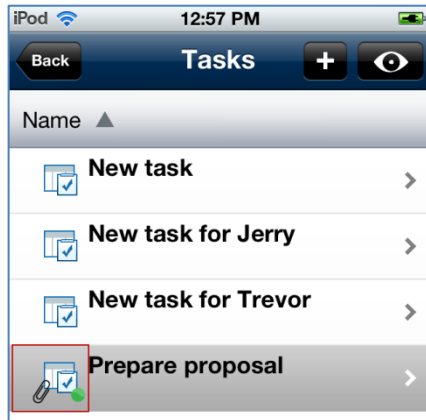 iPod 12:57 PM
Back Tasks +
Name
New task
New task for Jerry
New task for Trevor
Prepare proposal